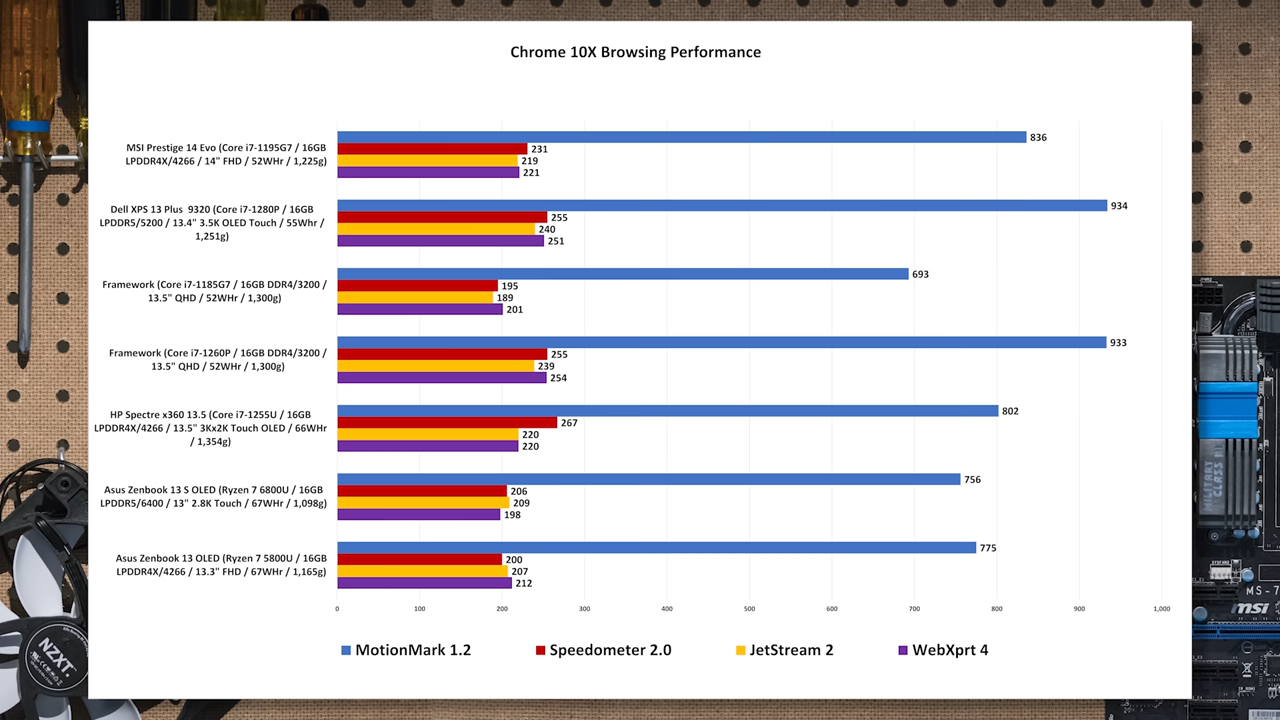 Chrome 10X Browsing Performance
MSI Prestige 14 Evo (Core i7-1195G7 / 16GB
LPDDR4X/4266 / 14" FHD / 52WHr / 1,225g)
836
231
219
221
Dell XPS 13 Plus 9320 (Core i7-1280P / 16GB
LPDDR5/5200 / 13.4" 3.5K OLED Touch / 55Whr /
1,251g)
934
255
240
251
Framework (Core i7-1185G7 / 16GB DDR4/3200 /
13.5" QHD / 52WHr / 1,300g)
693
195
189
201
Framework (Core i7-1260P / 16GB DDR4/3200 /
13.5" QHD / 52WHr / 1,300g)
933
255
239
254
HP Spectre x360 13.5 (Core i7-1255U / 16GB
LPDDR4X/4266 / 13.5" 3Kx2K Touch OLED / 66WHr
/ 1,354g)
802
267
220
220
Asus Zenbook 13 S OLED (Ryzen 7 6800U / 16GB
LPDDR5/6400 / 13" 2.8K Touch / 67WHr / 1,098g)
756
206
209
198
Asus Zenbook 13 OLED (Ryzen 7 5800U / 16GB
LPDDR4X/4266 / 13.3" FHD / 67WHr / 1,165g)
775
200
207
212
0 100 200 300 400 500 600 700 800 900 1,000
MotionMark 1.2 Speedometer 2.0 JetStream 2 WebXprt 4
NZXT
MILITARY
CLASS
MS-7
msi